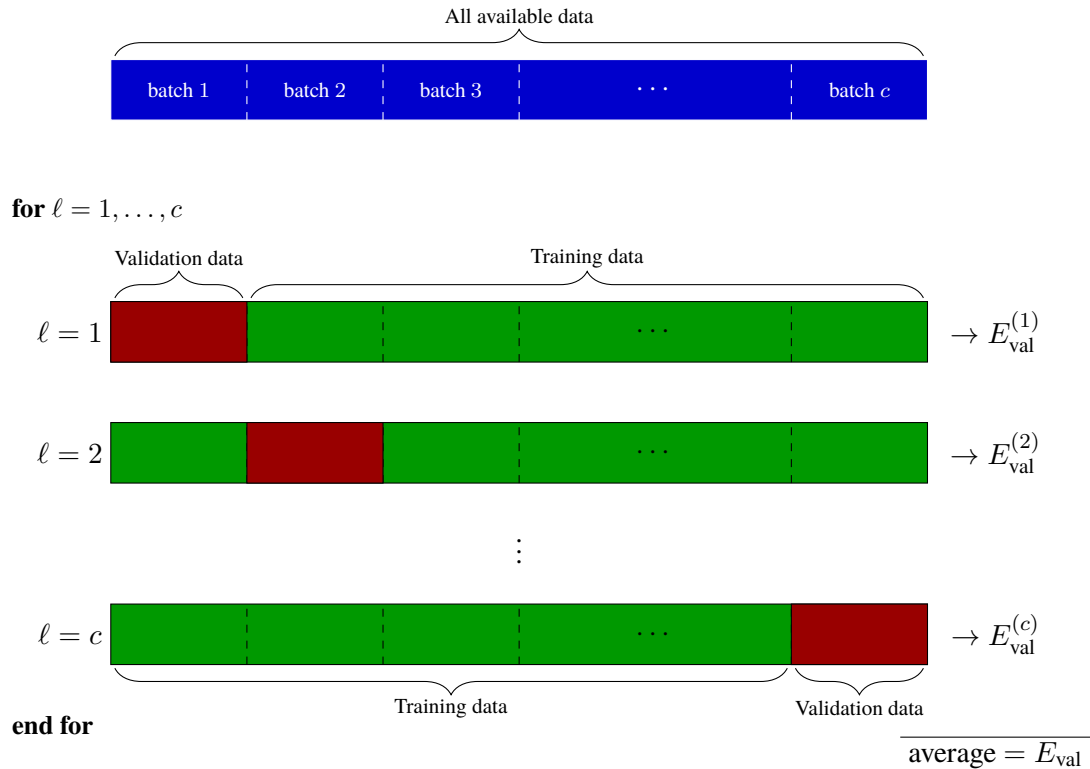 All available data
batch 1 batch 2 batch 3 ⋯ batch c
for ℓ = 1, . . . , c
Validation data Training data
ℓ = 1 ⋯ → E_val^(1)
ℓ = 2 ⋯ → E_val^(2)
⋮
ℓ = c ⋯ → E_val^(c)
Training data Validation data
end for
average = E_val